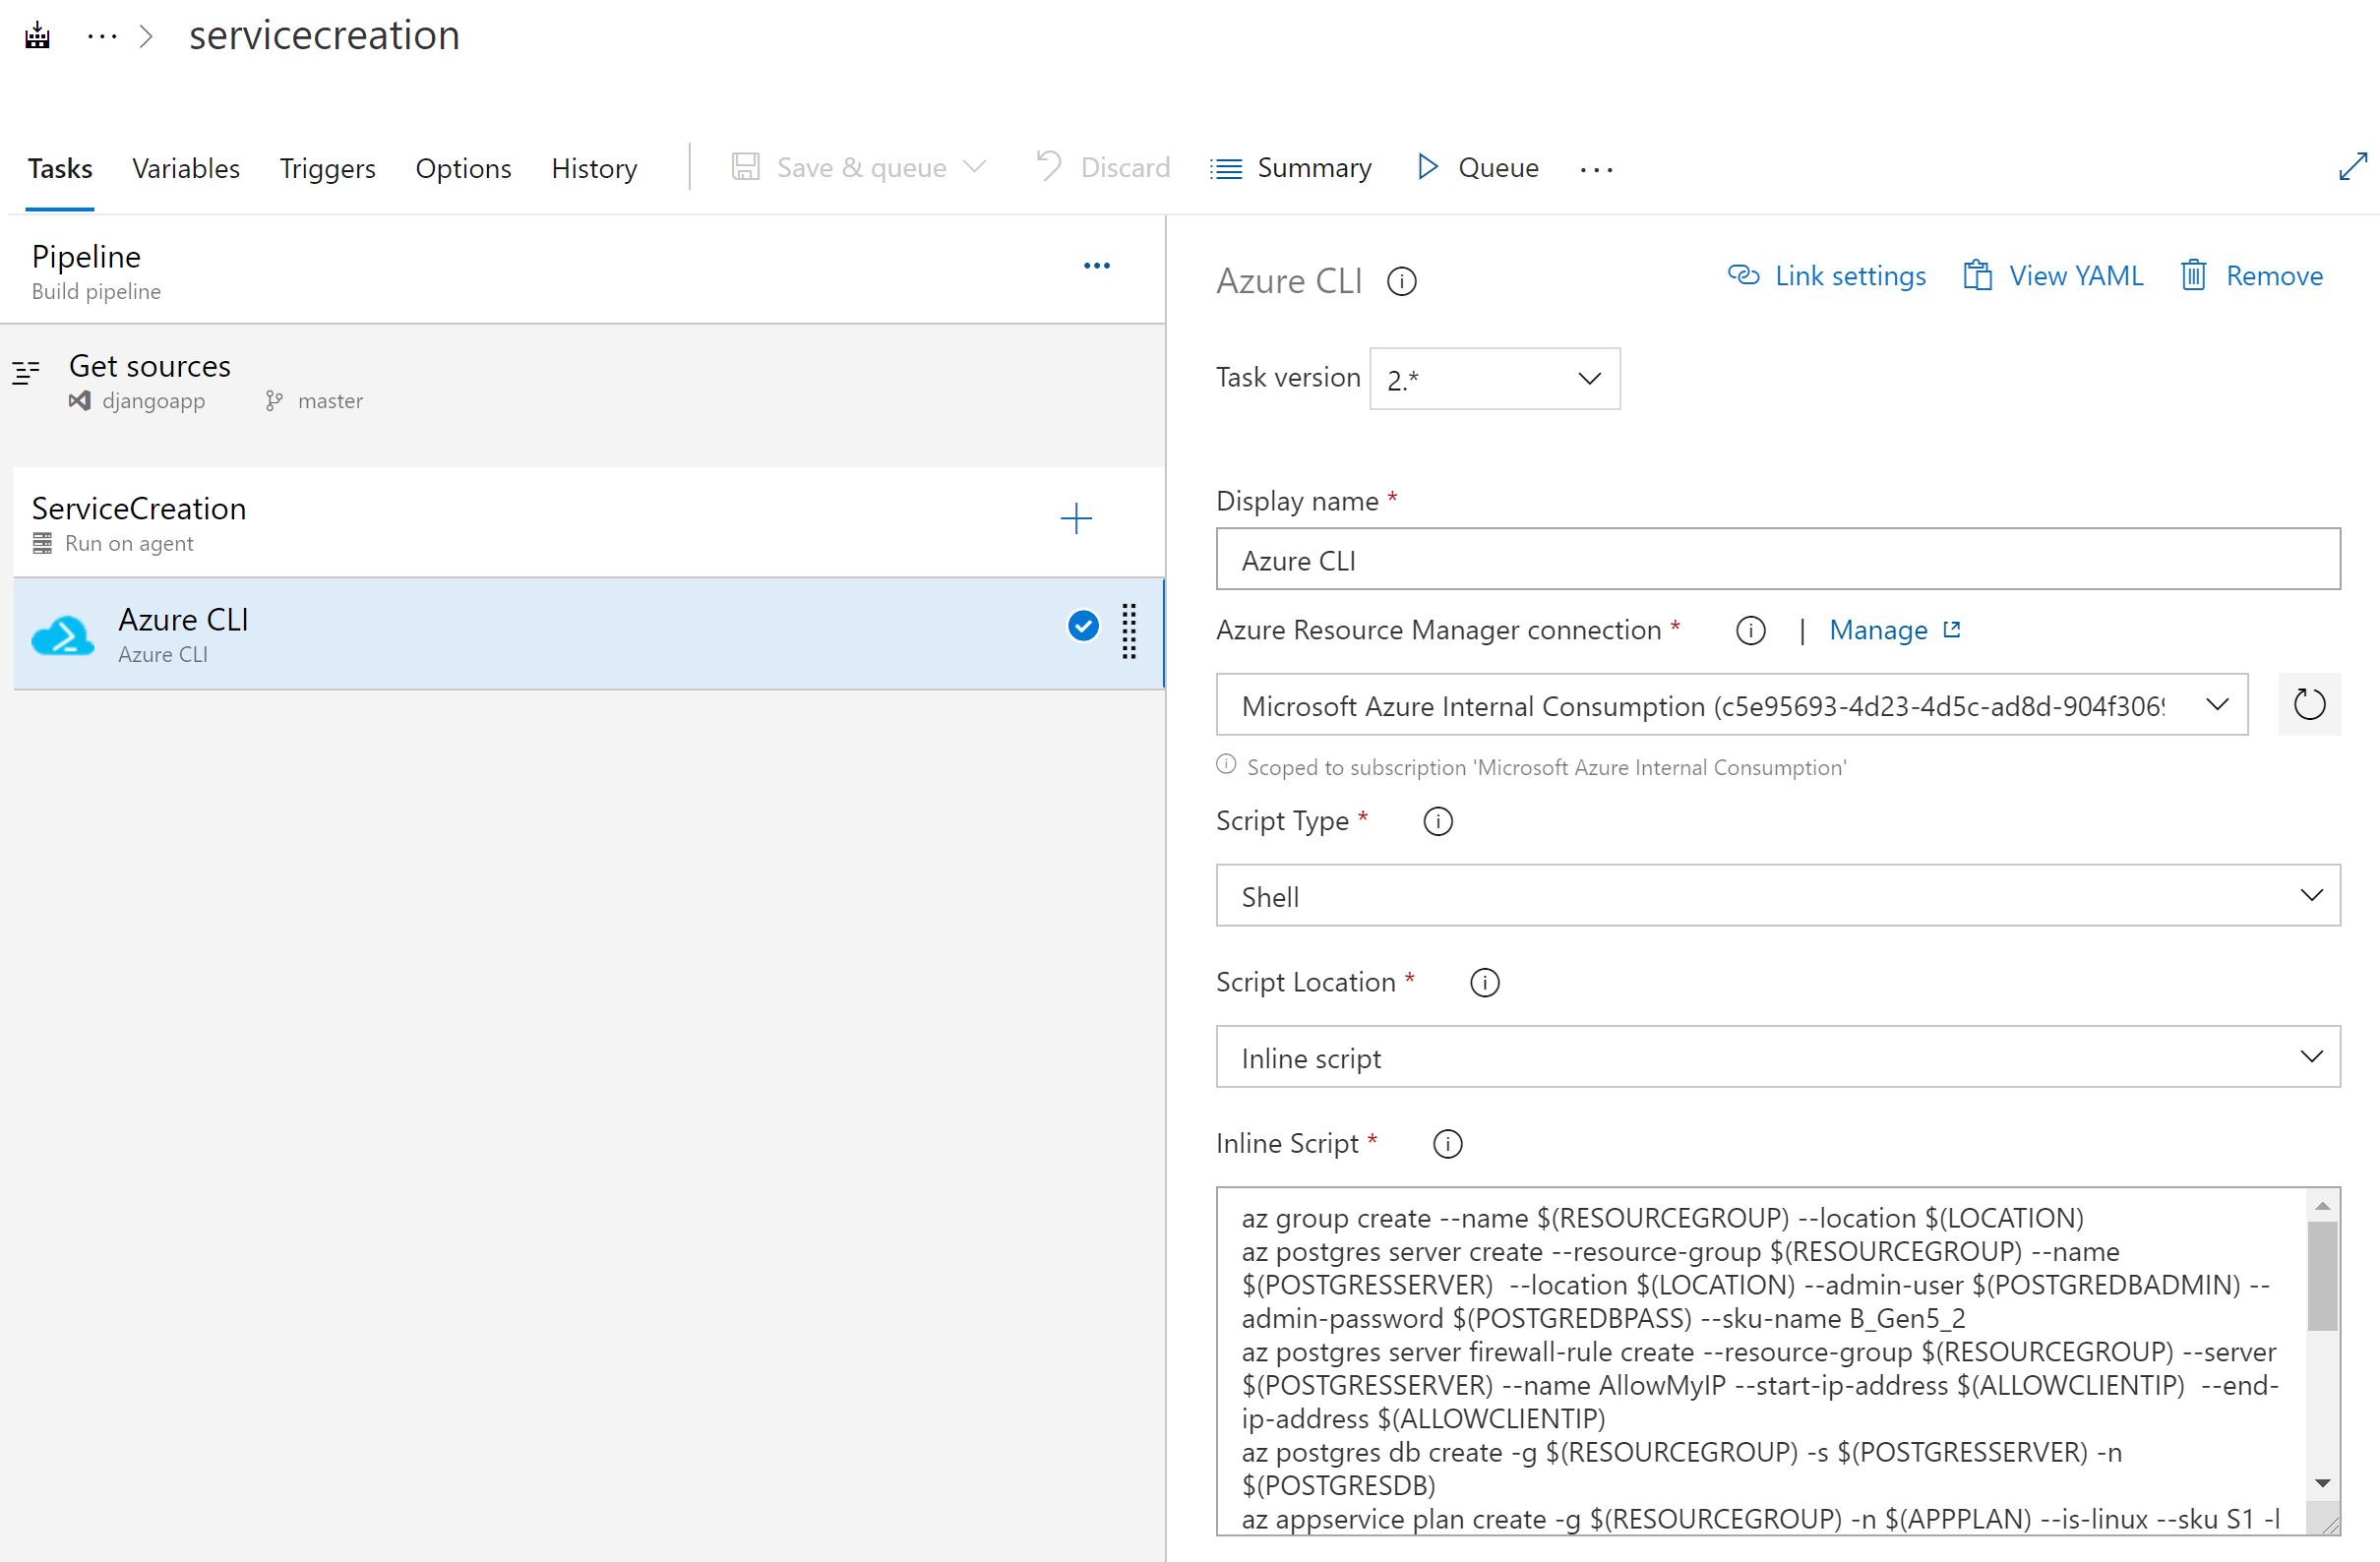 ··· > servicecreation
Tasks Variables Triggers Options History Save & queue Discard Summary Queue ···
Pipeline
Build pipeline
Get sources
djangoapp master
ServiceCreation
Run on agent
Azure CLI
Azure CLI
Azure CLI Link settings View YAML Remove
Task version 2.*
Display name *
Azure CLI
Azure Resource Manager connection * | Manage
Microsoft Azure Internal Consumption (c5e95693-4d23-4d5c-ad8d-904f306
Scoped to subscription 'Microsoft Azure Internal Consumption'
Script Type *
Shell
Script Location *
Inline script
Inline Script *
az group create --name $(RESOURCEGROUP) --location $(LOCATION)
az postgres server create --resource-group $(RESOURCEGROUP) --name
$(POSTGRESSERVER)  --location $(LOCATION) --admin-user $(POSTGREDBADMIN) --
admin-password $(POSTGREDBPASS) --sku-name B_Gen5_2
az postgres server firewall-rule create --resource-group $(RESOURCEGROUP) --server
$(POSTGRESSERVER) --name AllowMyIP --start-ip-address $(ALLOWCLIENTIP)  --end-
ip-address $(ALLOWCLIENTIP)
az postgres db create -g $(RESOURCEGROUP) -s $(POSTGRESSERVER) -n
$(POSTGRESDB)
az appservice plan create -g $(RESOURCEGROUP) -n $(APPPLAN) --is-linux --sku S1 -l